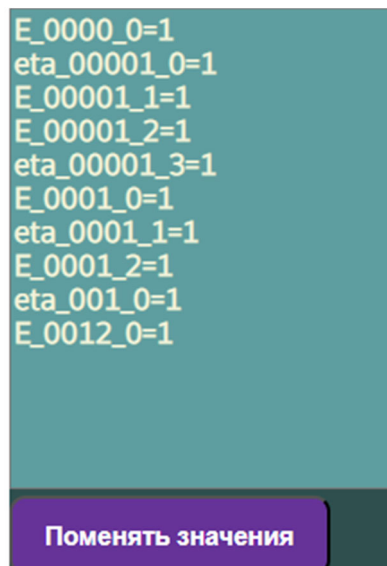 E_0000_0=1
eta_00001_0=1
E_00001_1=1
E_00001_2=1
eta_00001_3=1
E_0001_0=1
eta_0001_1=1
E_0001_2=1
eta_001_0=1
E_0012_0=1
Поменять значения